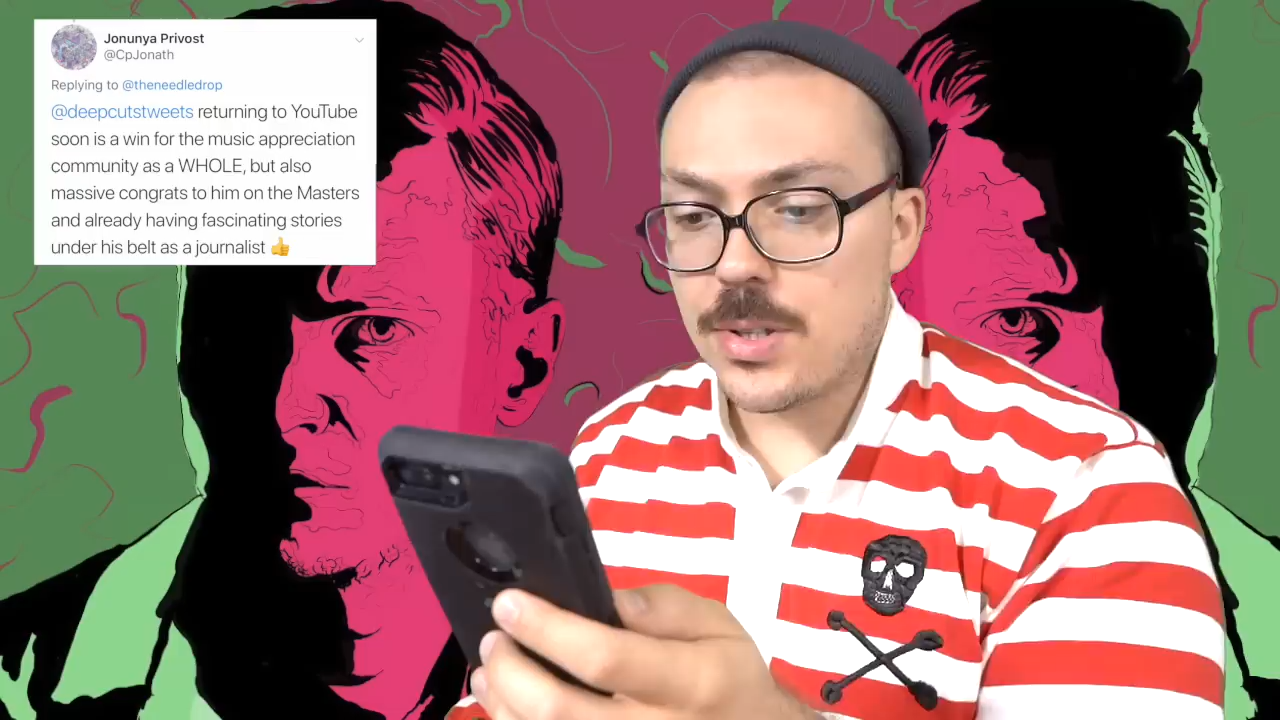 Jonunya Privost
@CpJonath
Replying to @theneedledrop
@deepcutstweets returning to YouTube
soon is a win for the music appreciation
community as a WHOLE, but also
massive congrats to him on the Masters
and already having fascinating stories
under his belt as a journalist 👍